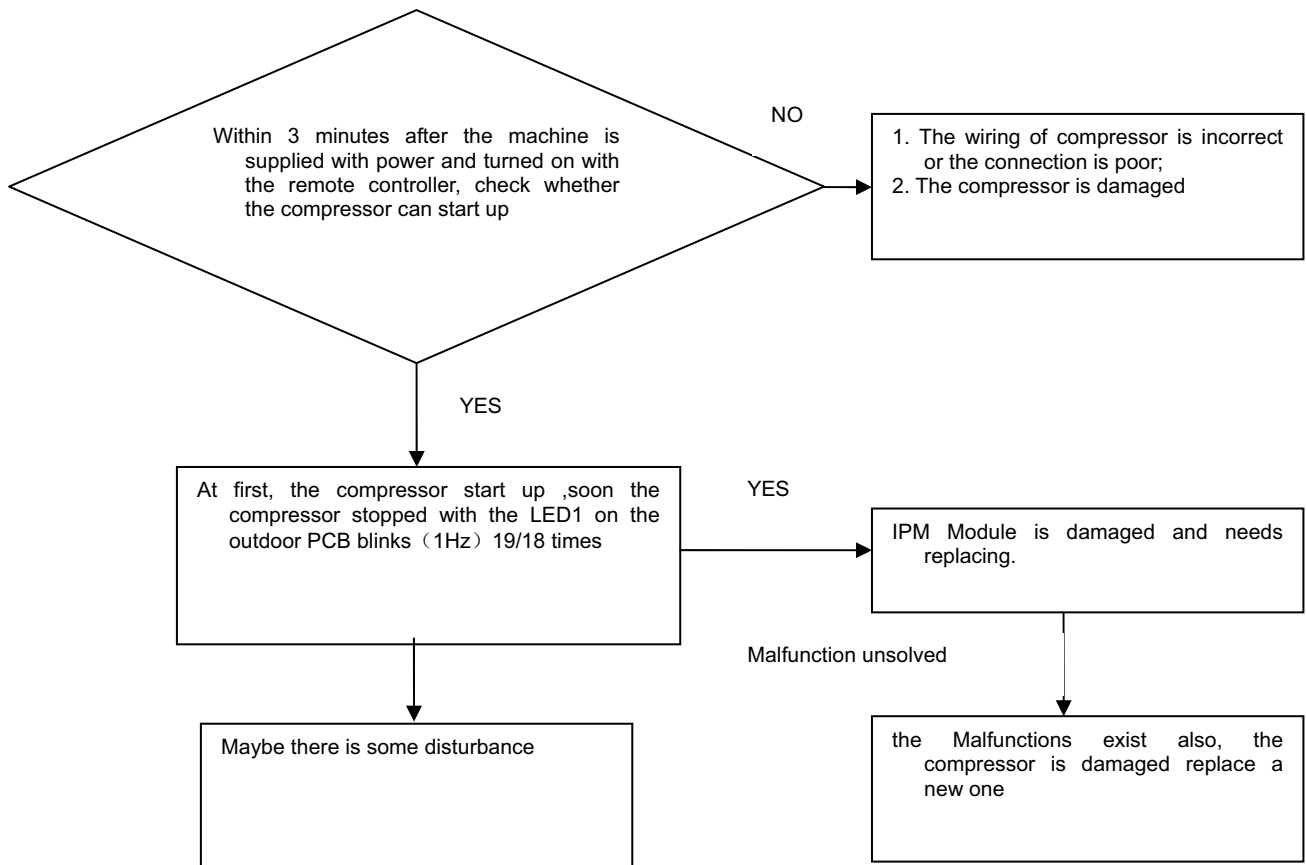 Within 3 minutes after the machine is
supplied with power and turned on with
the remote controller, check whether
the compressor can start up
NO
1. The wiring of compressor is incorrect
or the connection is poor;
2. The compressor is damaged
YES
At first, the compressor start up ,soon the
compressor stopped with the LED1 on the
outdoor PCB blinks（1Hz）19/18 times
YES
IPM Module is damaged and needs
replacing.
Malfunction unsolved
Maybe there is some disturbance
the Malfunctions exist also, the
compressor is damaged replace a
new one